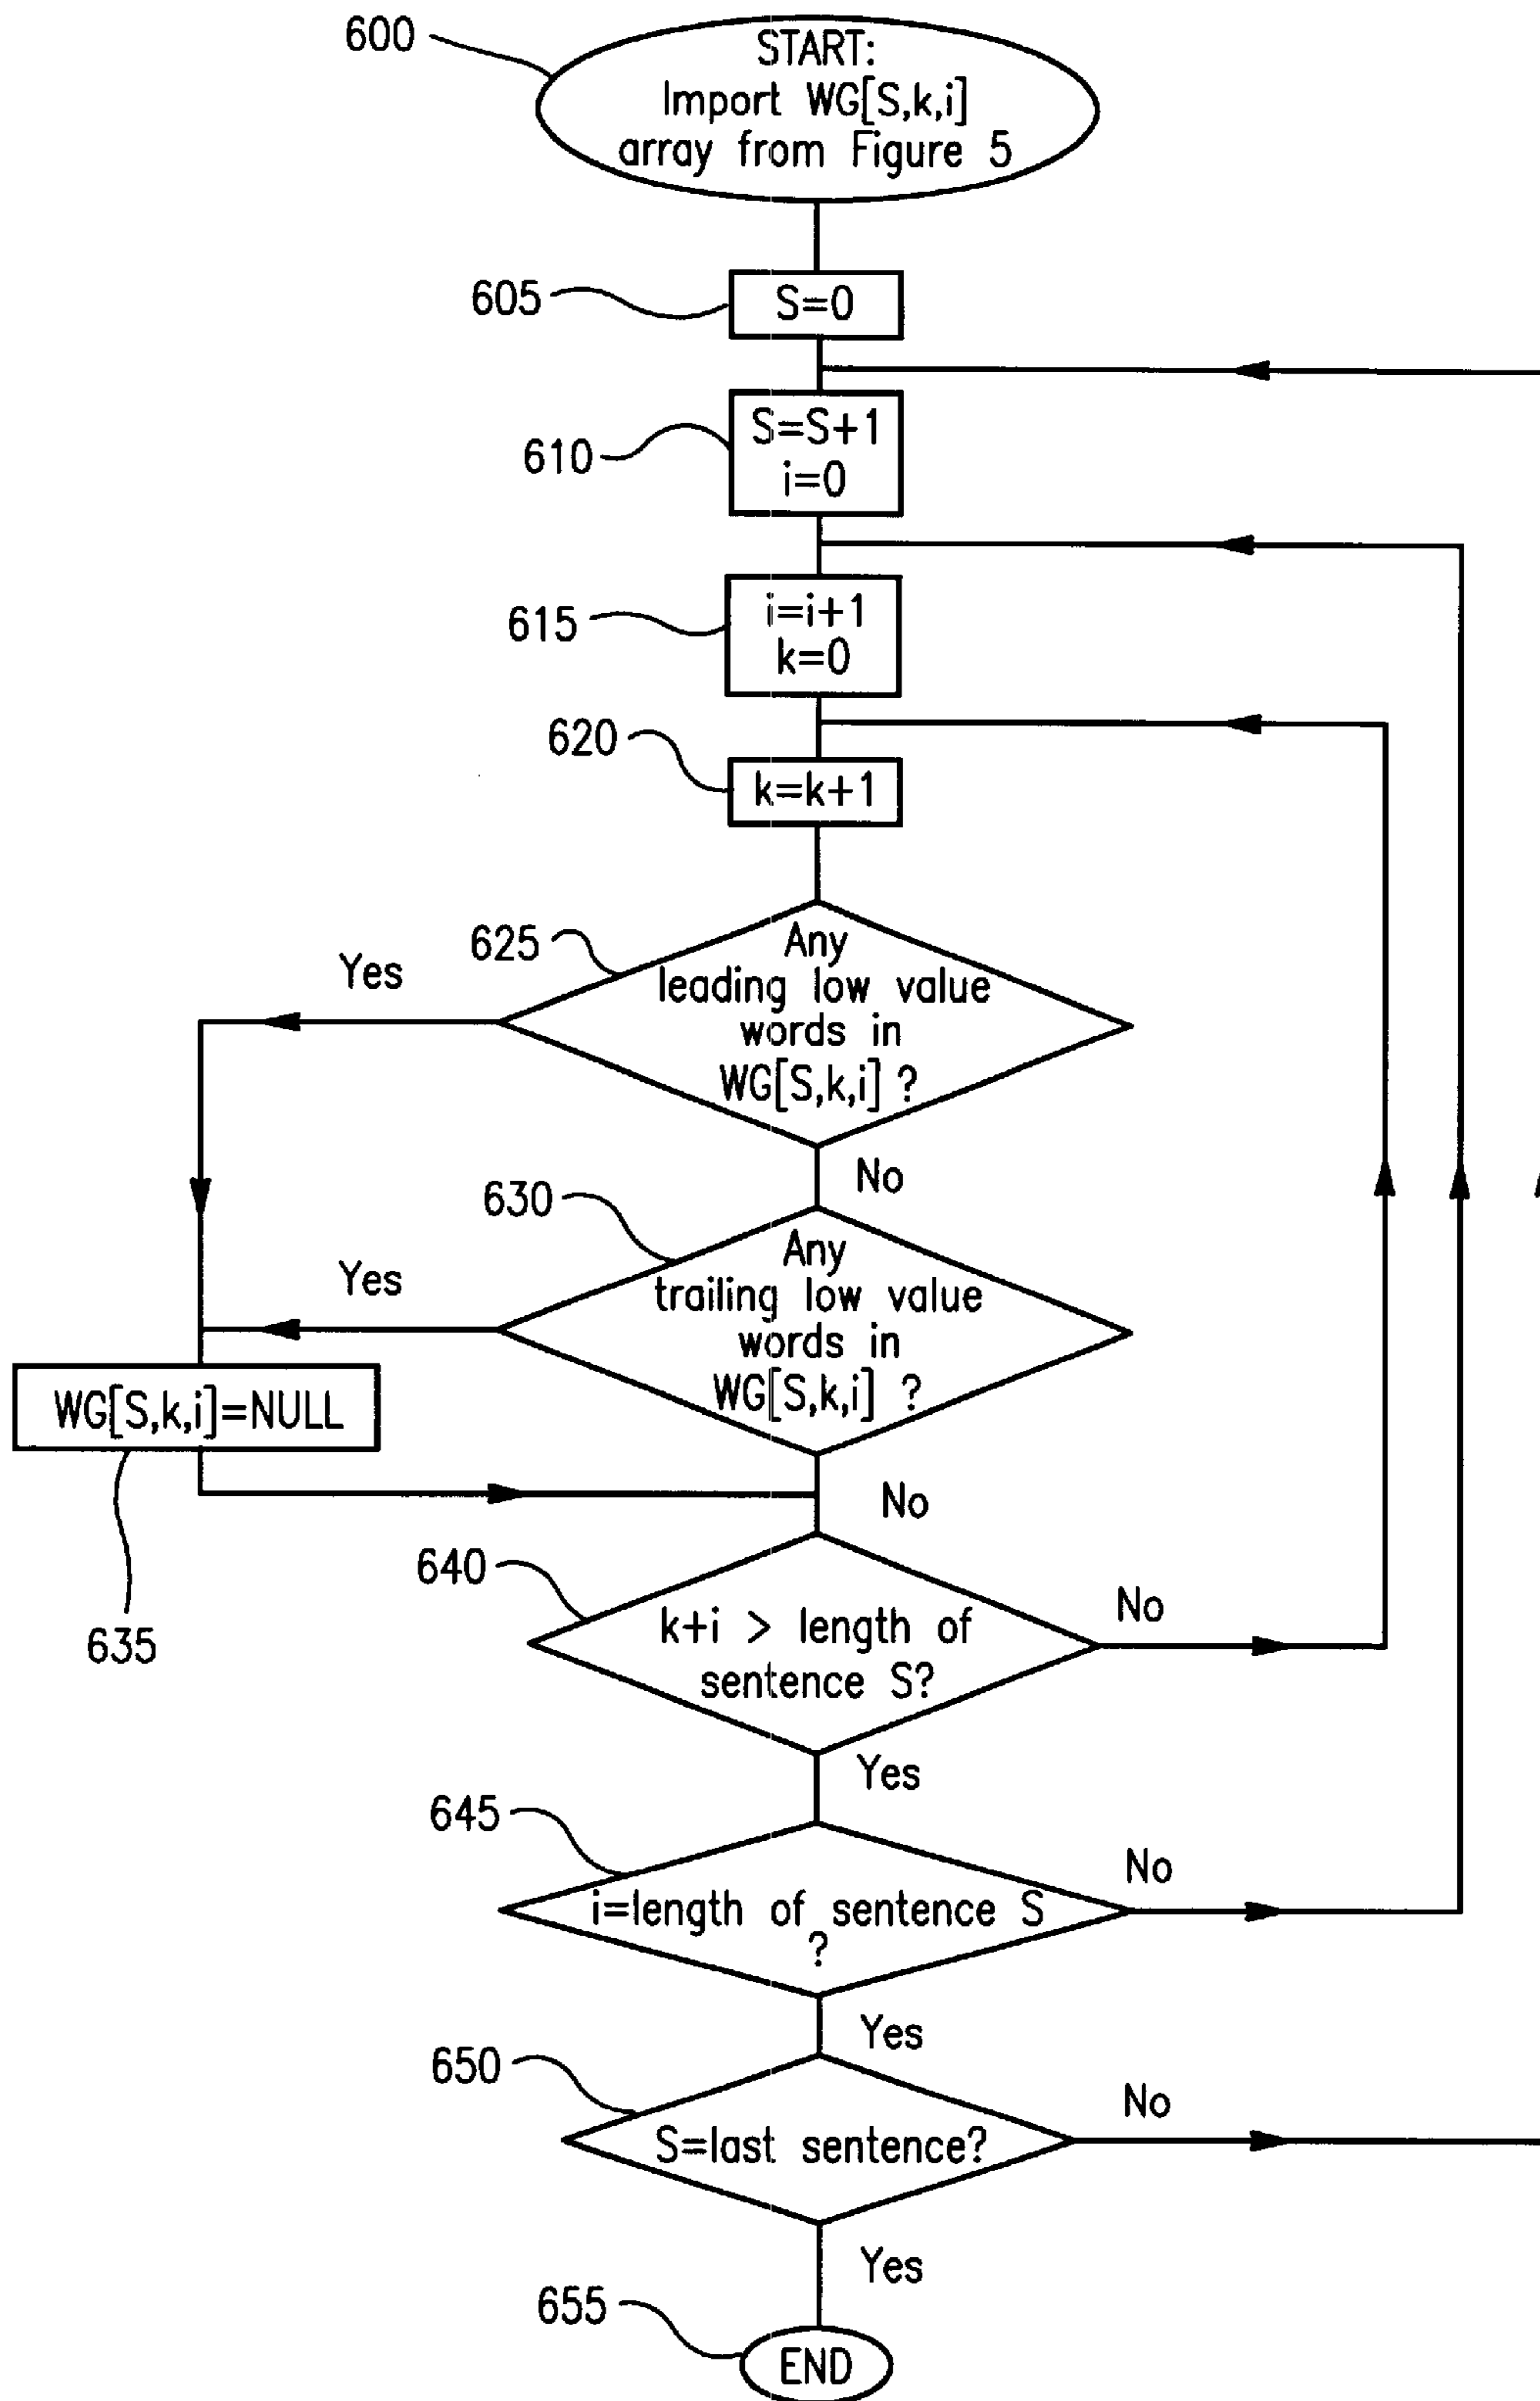 600
START:
Import WG[S,k,i]
array from Figure 5
605
S=0
610
S=S+1
i=0
615
i=i+1
k=0
620
k=k+1
625
Yes
Any
leading low value
words in
WG[S,k,i] ?
No
630
Yes
Any
trailing low value
words in
WG[S,k,i] ?
WG[S,k,i]=NULL
635
No
640
k+i > length of
sentence S?
No
Yes
645
i=length of sentence S
?
No
Yes
650
S=last sentence?
No
Yes
655
END